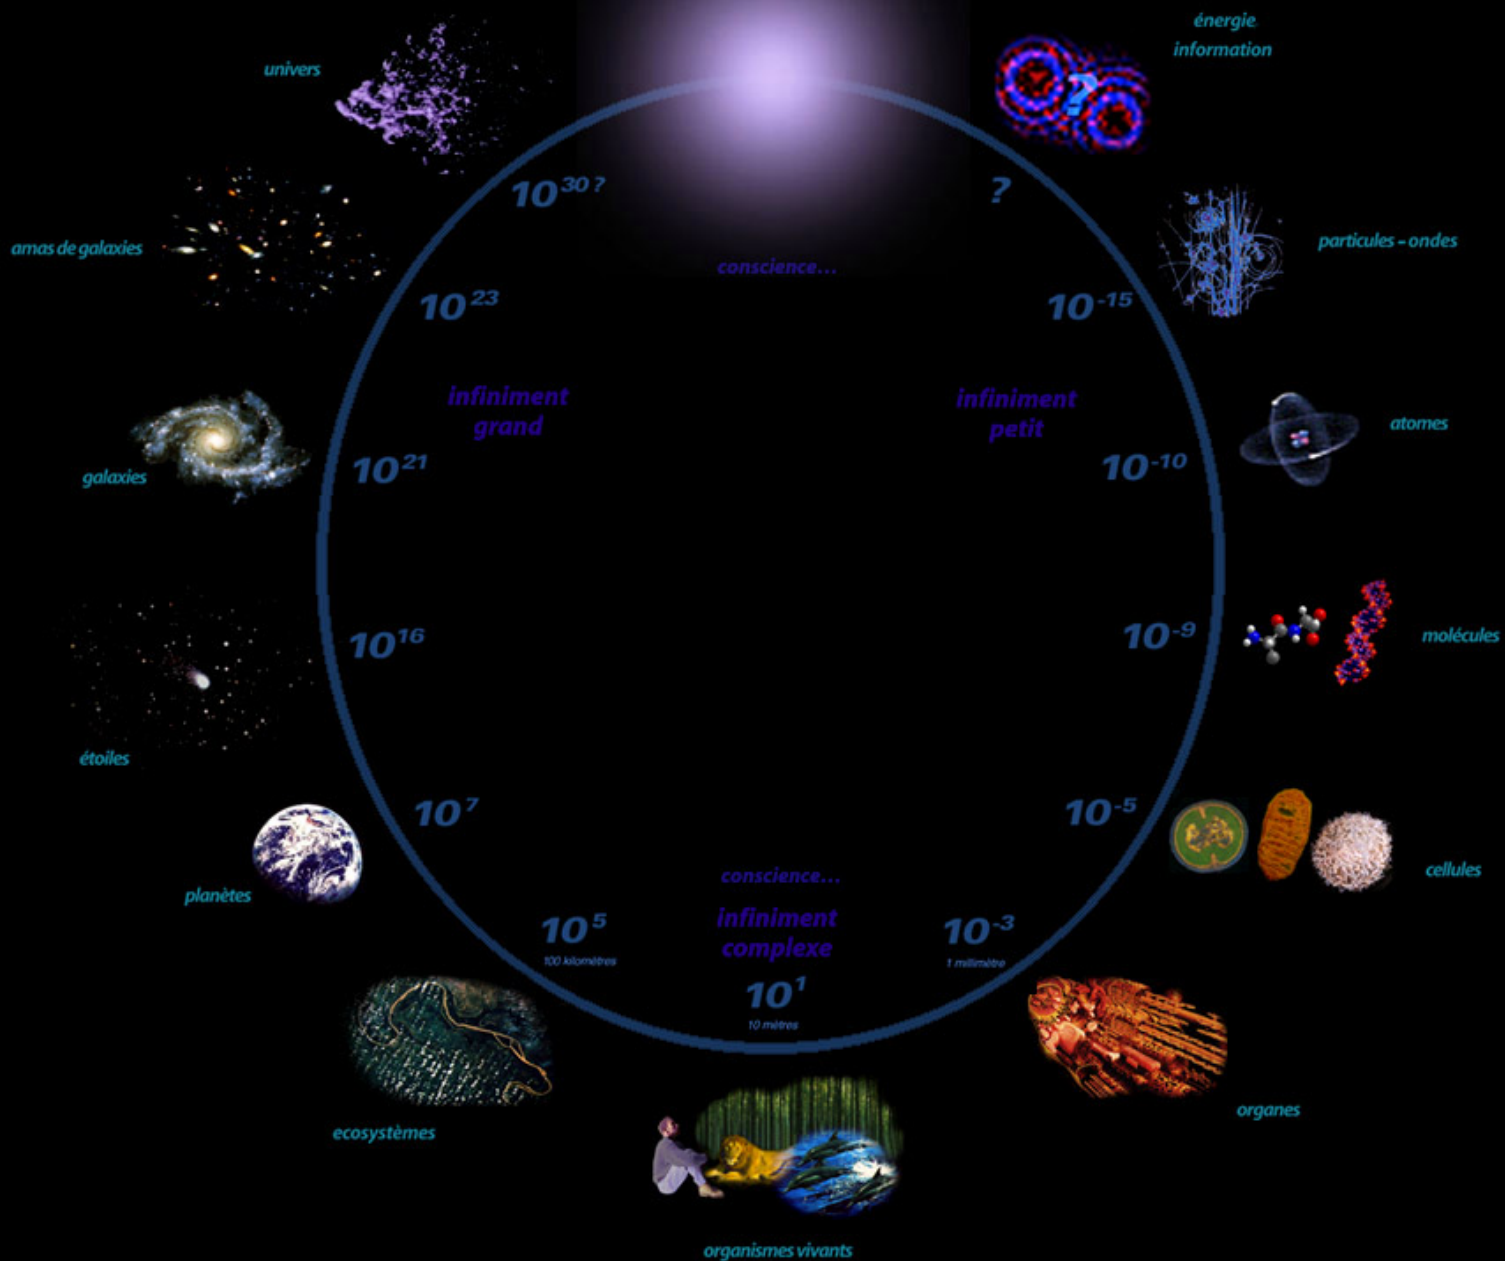 énergie
information
univers
?
10³⁰ ?
?
particules - ondes
amas de galaxies
conscience...
10²³
10⁻¹⁵
infiniment
grand
infiniment
petit
atomes
galaxies
10²¹
10⁻¹⁰
10¹⁶
10⁻⁹
molécules
étoiles
10⁷
10⁻⁵
planètes
conscience...
cellules
infiniment
complexe
10⁵
100 kilomètres
10⁻³
1 millimètre
10¹
10 mètres
ecosystèmes
organes
organismes vivants